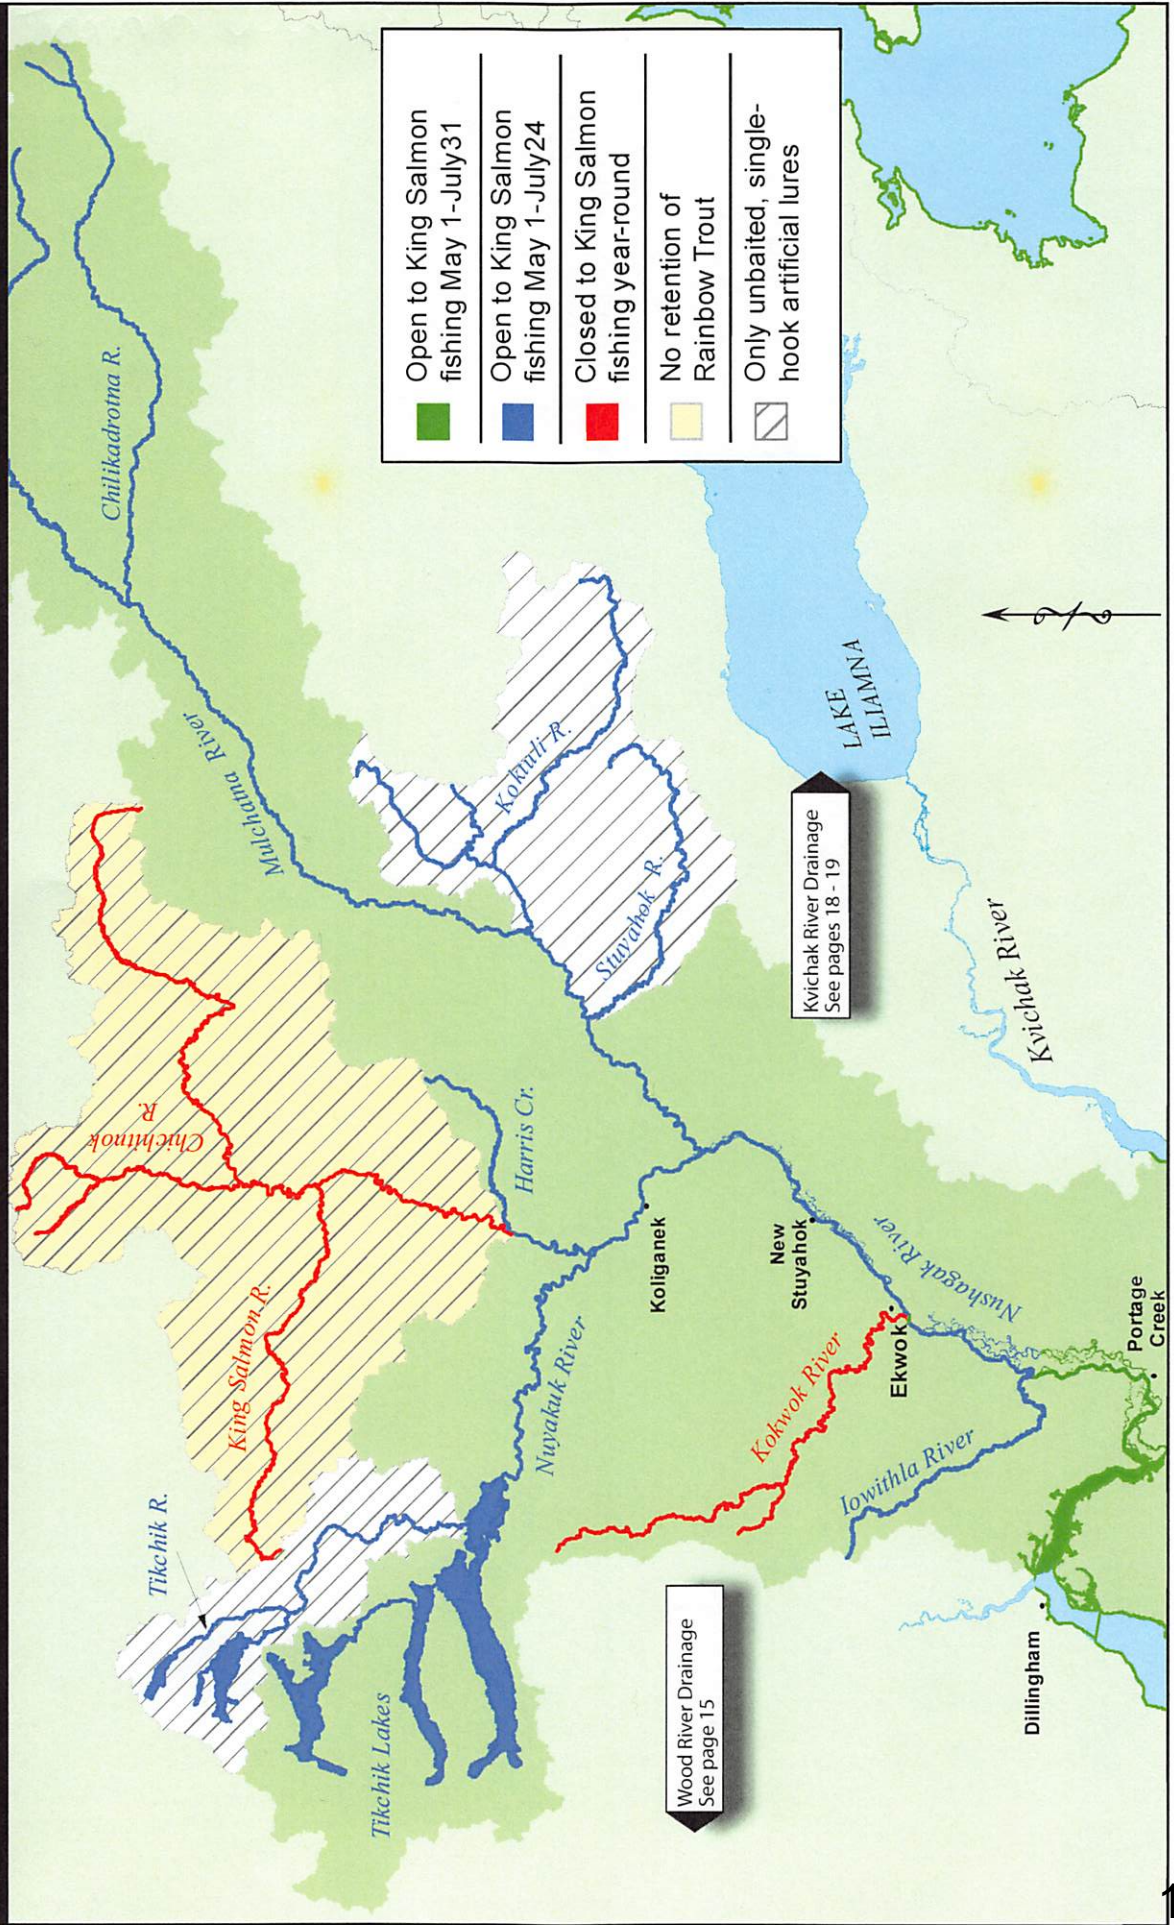 Open to King Salmon
fishing May 1-July31
Open to King Salmon
fishing May 1-July24
Closed to King Salmon
fishing year-round
No retention of
Rainbow Trout
Only unbaited, single-
hook artificial lures
Chilikadrotna R.
Mulchatna River
Koktuli R.
Stuyahok R.
LAKE
ILIAMNA
Kvichak River Drainage
See pages 18 - 19
Kvichak River
Chichitnok
R.
Harris Cr.
King Salmon R.
Koliganek
New
Stuyahok
Nushagak River
Ekwok
Portage
Creek
Nuyakuk River
Kokwok River
Iowithla River
Tikchik R.
Tikchik Lakes
Wood River Drainage
See page 15
Dillingham